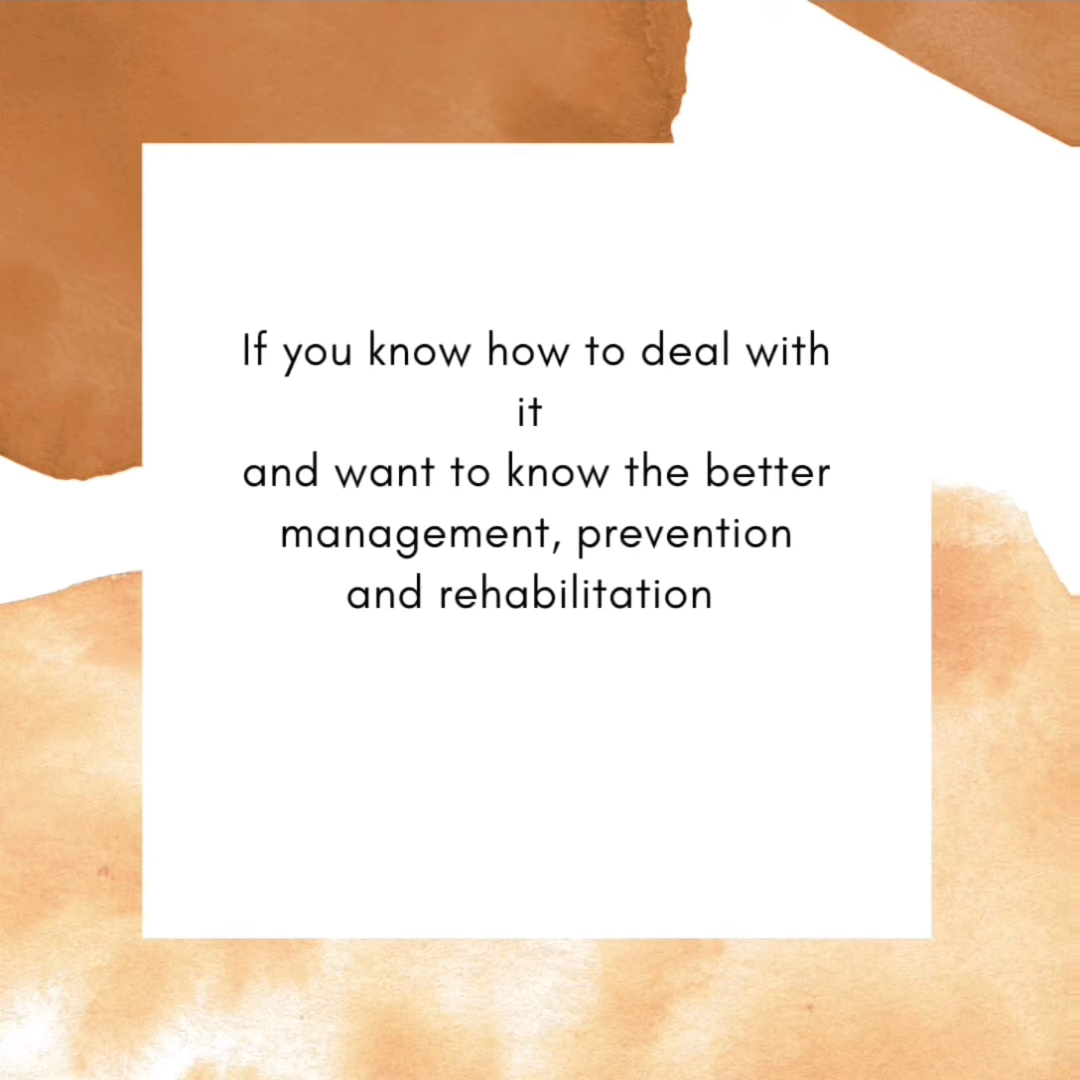 If you know how to deal with
it
and want to know the better
management, prevention
and rehabilitation